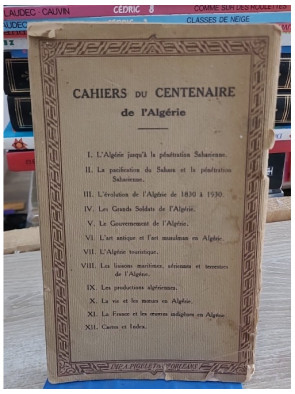 AUDEC - CAUVIN
CÉDRIC 8
COMME SUR DES ROULETTES
CLASSES DE NEIGE
CAHIERS DU CENTENAIRE
de l'Algérie
I. L'Algérie jusqu'à la pénétration Saharienne.
II. La pacification du Sahara et la pénétration
Saharienne.
III. L'évolution de l'Algérie de 1830 à 1930.
IV. Les Grands Soldats de l'Algérie.
V. Le Gouvernement de l'Algérie.
VI. L'art antique et l'art musulman en Algérie.
VII. L'Algérie touristique.
VIII. Les liaisons maritimes, aériennes et terrestres
de l'Algérie.
IX. Les productions algériennes.
X. La vie et les mœurs en Algérie.
XI. La France et les œuvres indigènes en Algérie.
XII. Cartes et Index.